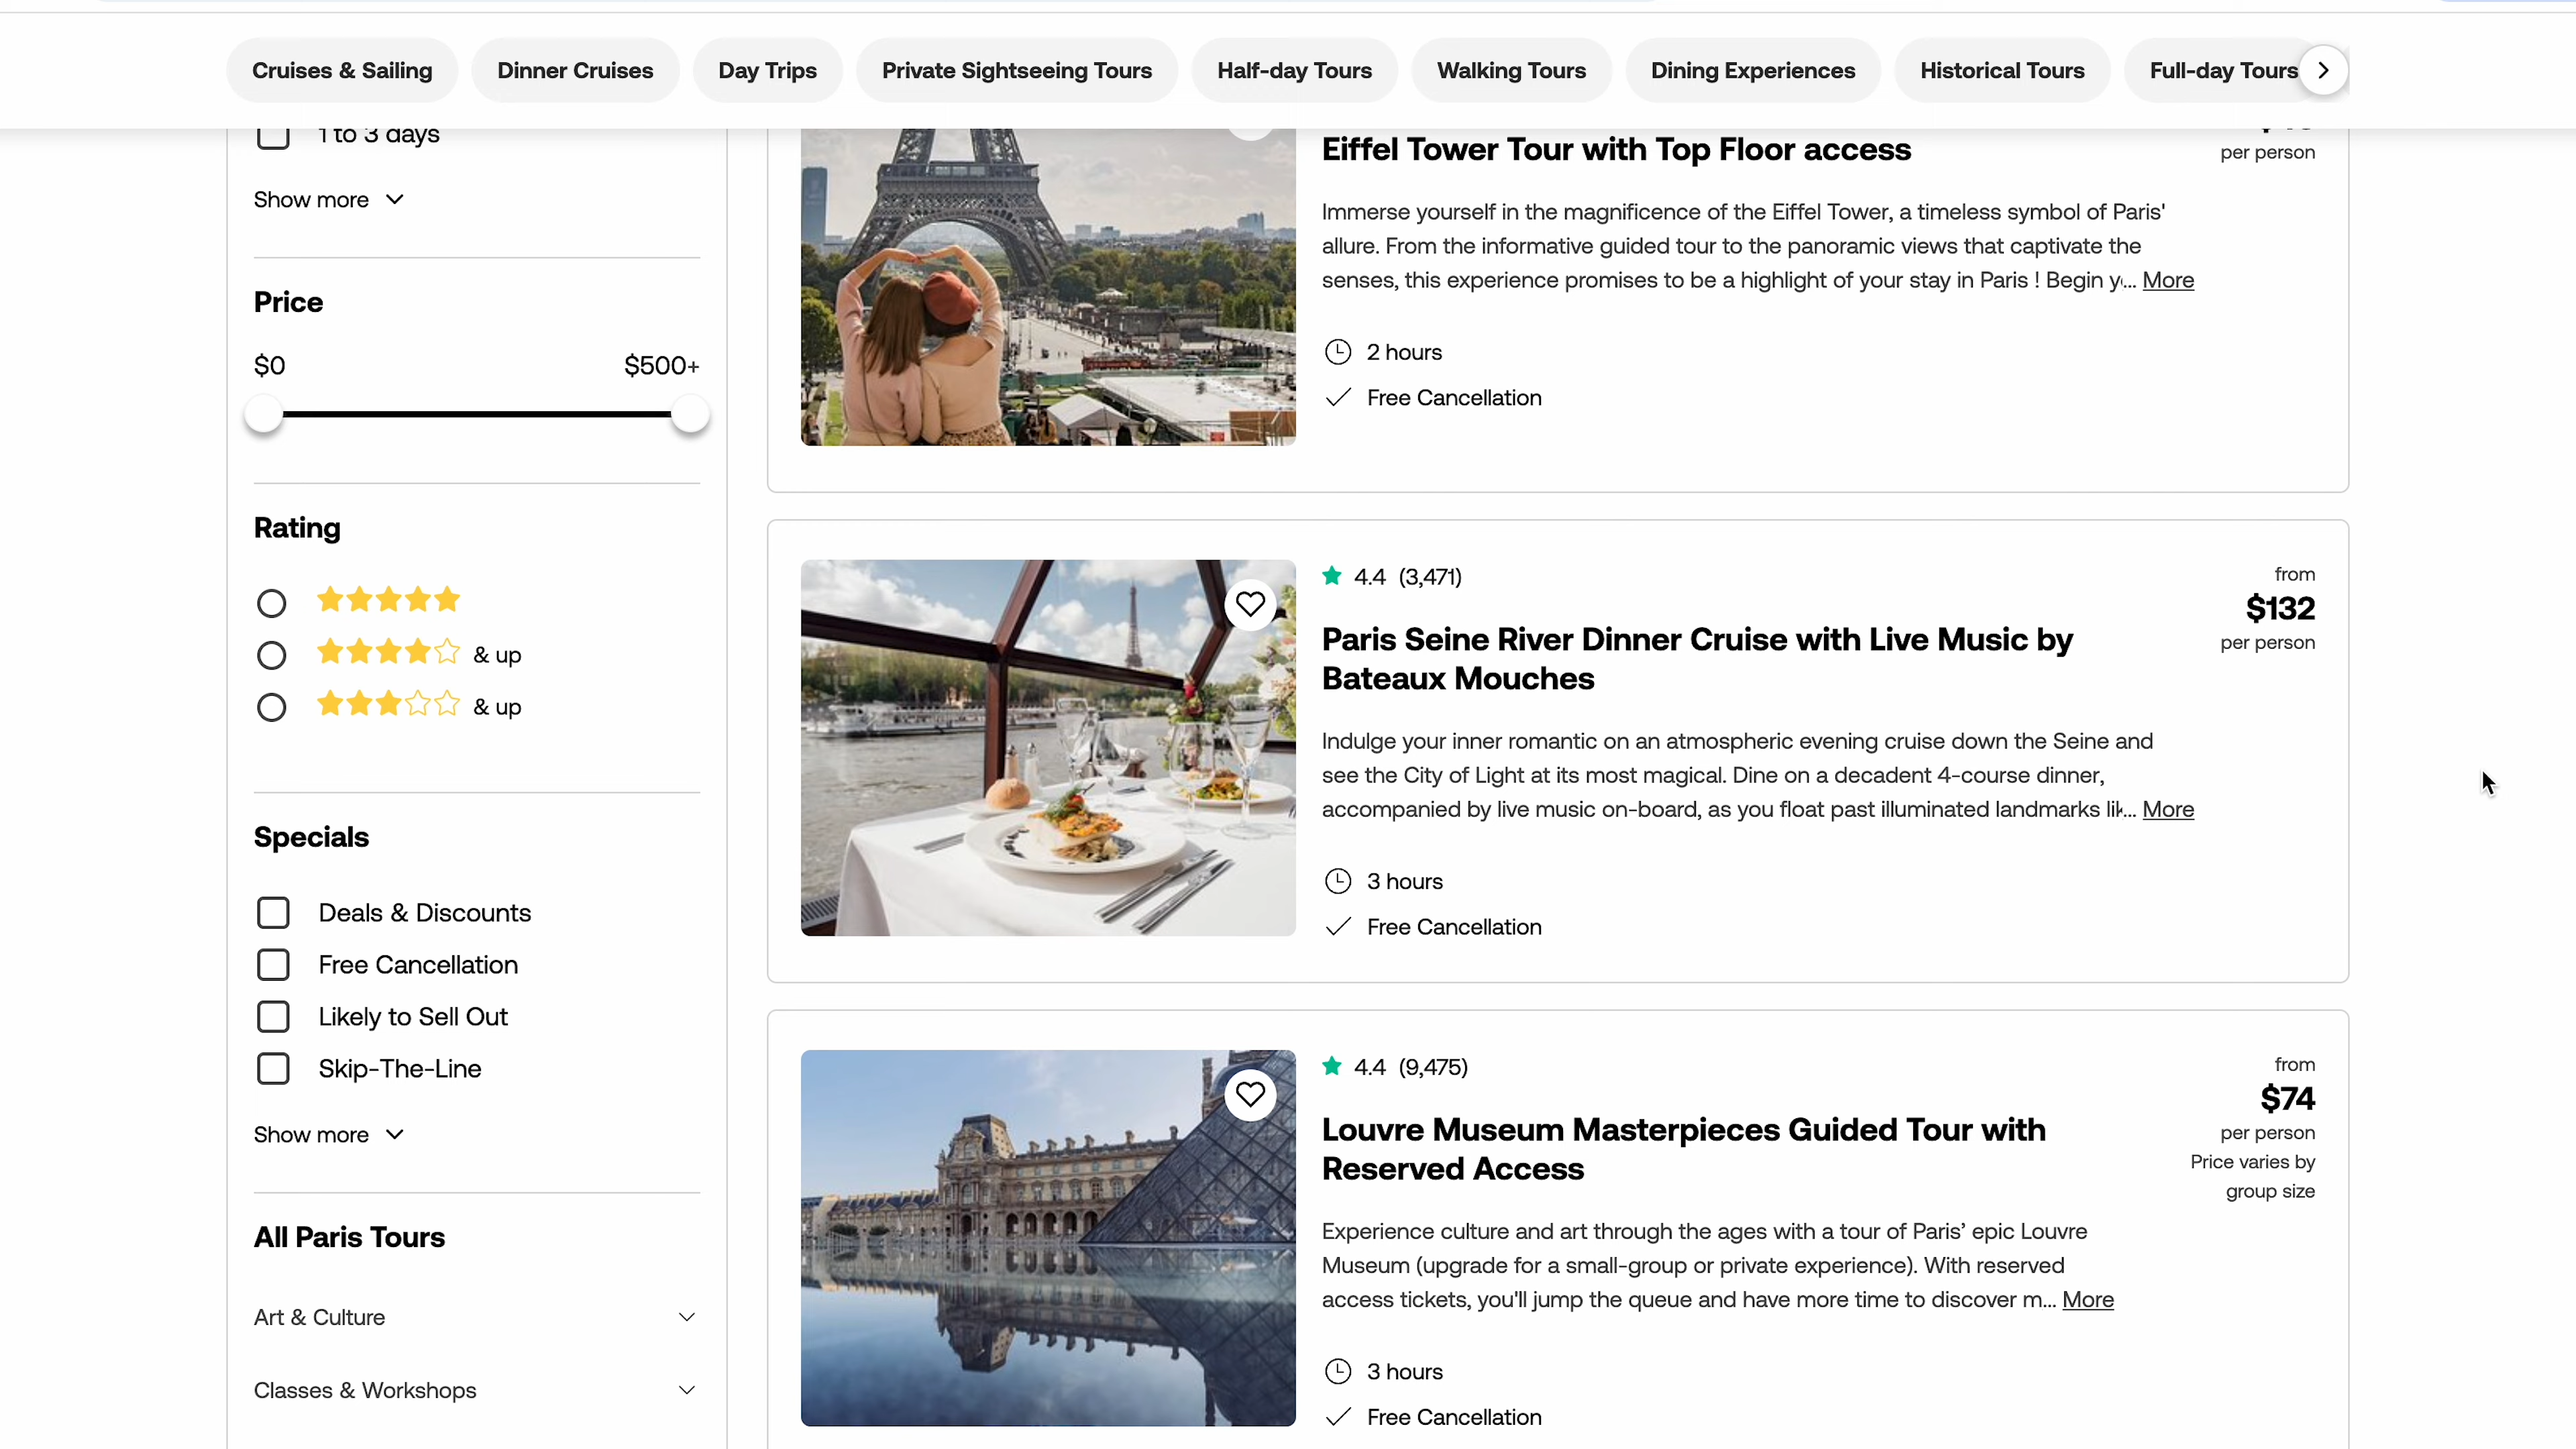 Cruises & Sailing
Dinner Cruises
Day Trips
Private Sightseeing Tours
Half-day Tours
Walking Tours
Dining Experiences
Historical Tours
Full-day Tours
1 to 3 days
Show more
Price
$0
$500+
Rating
& up
& up
Specials
Deals & Discounts
Free Cancellation
Likely to Sell Out
Skip-The-Line
Show more
All Paris Tours
Art & Culture
Classes & Workshops
Eiffel Tower Tour with Top Floor access
per person
Immerse yourself in the magnificence of the Eiffel Tower, a timeless symbol of Paris'
allure. From the informative guided tour to the panoramic views that captivate the
senses, this experience promises to be a highlight of your stay in Paris ! Begin y... More
2 hours
Free Cancellation
4.4 (3,471)
from
$132
per person
Paris Seine River Dinner Cruise with Live Music by
Bateaux Mouches
Indulge your inner romantic on an atmospheric evening cruise down the Seine and
see the City of Light at its most magical. Dine on a decadent 4-course dinner,
accompanied by live music on-board, as you float past illuminated landmarks lik... More
3 hours
Free Cancellation
4.4 (9,475)
from
$74
per person
Price varies by
group size
Louvre Museum Masterpieces Guided Tour with
Reserved Access
Experience culture and art through the ages with a tour of Paris’ epic Louvre
Museum (upgrade for a small-group or private experience). With reserved
access tickets, you'll jump the queue and have more time to discover m... More
3 hours
Free Cancellation